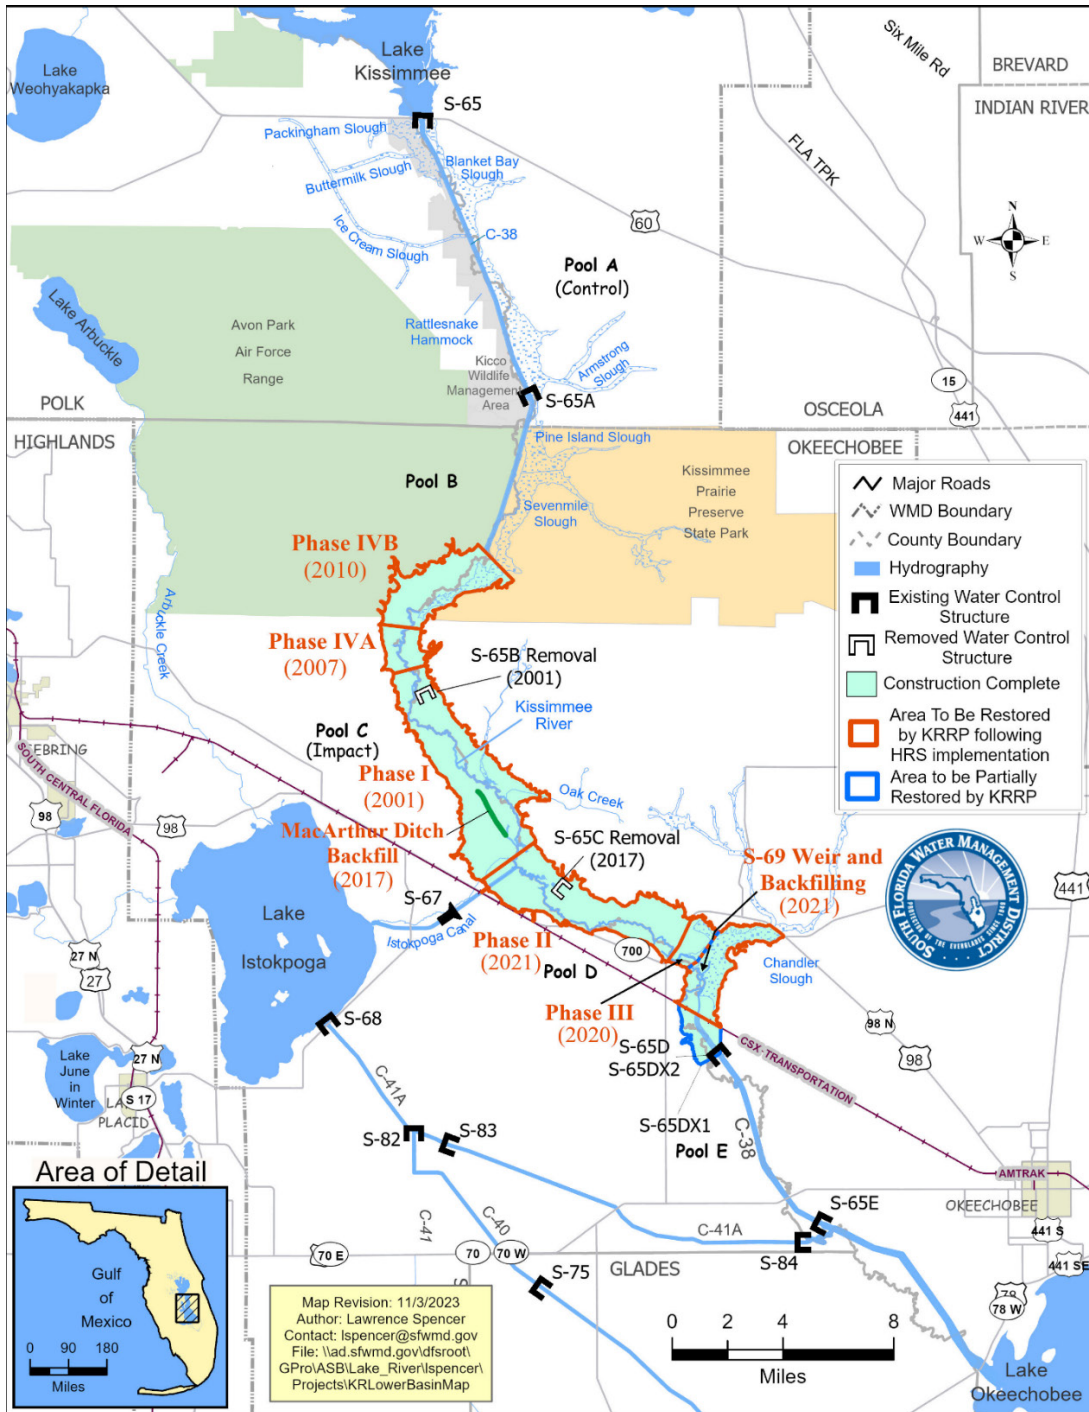 Lake
Kissimmee
Lake
Weohyakapka
S-65
Six Mile Rd
BREVARD
INDIAN RIVER
Packingham Slough
Blanket Bay
Slough
Buttermilk Slough
FLA TPK
Ice Cream Slough
C-38
60
N
W
E
S
Pool A
(Control)
Lake Arbuckle
Avon Park
Air Force
Range
Rattlesnake
Hammock
Kicco
Wildlife
Management
Area
Armstrong
Slough
S-65A
15
441
POLK
OSCEOLA
HIGHLANDS
OKEECHOBEE
Pine Island Slough
Pool B
Sevenmile
Slough
Kissimmee
Prairie
Preserve
State Park
Major Roads
WMD Boundary
County Boundary
Hydrography
Existing Water Control
Structure
Removed Water Control
Structure
Construction Complete
Area To Be Restored
by KRRP following
HRS implementation
Area to be Partially
Restored by KRRP
Phase IVB
(2010)
Arbuckle Creek
Phase IVA
(2007)
S-65B Removal
(2001)
Kissimmee
River
Pool C
(Impact)
Phase I
(2001)
Oak Creek
MacArthur Ditch
Backfill
(2017)
S-65C Removal
(2017)
S-69 Weir and
Backfilling
(2021)
SOUTH FLORIDA WATER MANAGEMENT DISTRICT
EBRING
SOUTH CENTRAL FLORIDA
98
98
441
S-67
Istokpoga Canal
Lake
Istokpoga
Phase II
(2021)
700
Pool D
Chandler
Slough
27 N
27
Phase III
(2020)
98 N
98
S-68
S-65D
S-65DX2
CSX TRANSPORTATION
Lake
June
in
Winter
27 N
S 17
LA
PLACID
C-41A
S-82
S-83
S-65DX1
Pool E
C-38
AMTRAK
OKEECHOBEE
Area of Detail
C-41
C-40
C-41A
S-65E
S-84
441 S
441 SE
70 E
70
70 W
GLADES
S-75
78
78 W
Gulf
of
Mexico
0 90 180
Miles
Map Revision: 11/3/2023
Author: Lawrence Spencer
Contact: lspencer@sfwmd.gov
File: \\ad.sfwmd.gov\dfsroot\
GPro\ASB\Lake_River\lspencer\
Projects\KRLowerBasinMap
0 4 8
Miles
Lake
Okeechobee